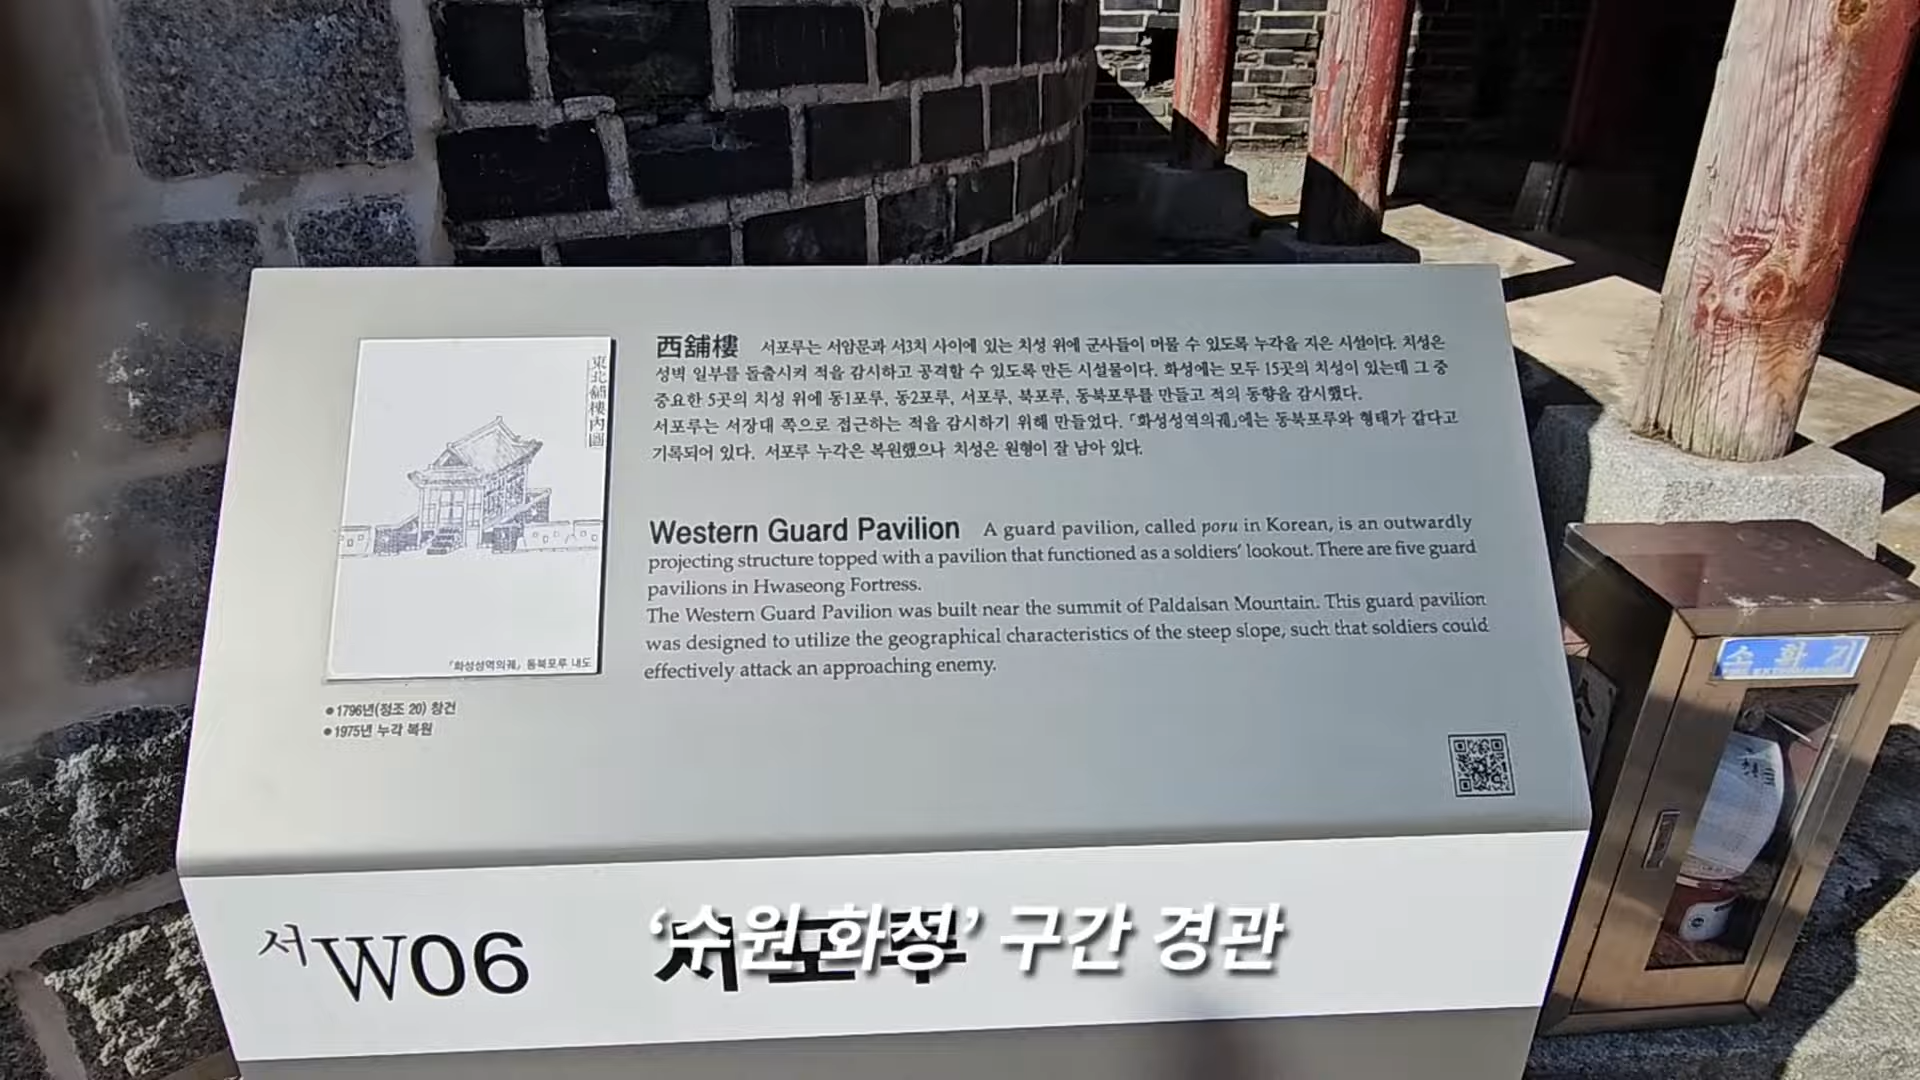 東北舖樓內圖
「화성성역의궤」 동북포루 내도
●1796년(정조 20) 창건
●1975년 누각 복원
西舖樓 서포루는 서암문과 서3치 사이에 있는 치성 위에 군사들이 머물 수 있도록 누각을 지은 시설이다. 치성은
성벽 일부를 돌출시켜 적을 감시하고 공격할 수 있도록 만든 시설물이다. 화성에는 모두 15곳의 치성이 있는데 그 중
중요한 5곳의 치성 위에 동1포루, 동2포루, 서포루, 북포루, 동북포루를 만들고 적의 동향을 감시했다.
서포루는 서장대 쪽으로 접근하는 적을 감시하기 위해 만들었다. 「화성성역의궤」에는 동북포루와 형태가 같다고
기록되어 있다. 서포루 누각은 복원했으나 치성은 원형이 잘 남아 있다.
Western Guard Pavilion A guard pavilion, called poru in Korean, is an outwardly
projecting structure topped with a pavilion that functioned as a soldiers' lookout. There are five guard
pavilions in Hwaseong Fortress.
The Western Guard Pavilion was built near the summit of Paldalsan Mountain. This guard pavilion
was designed to utilize the geographical characteristics of the steep slope, such that soldiers could
effectively attack an approaching enemy.
서W06 서포루
'수원 화성' 구간 경관
소화기